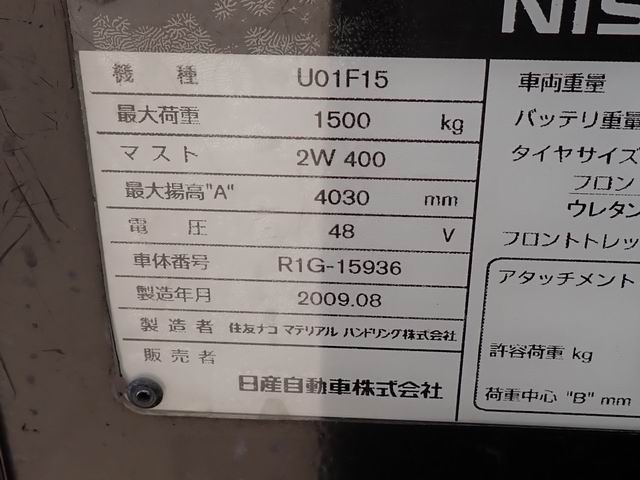 NIS
機 種 U01F15
最大荷重 1500 kg
マスト 2W 400
最大揚高"A" 4030 mm
電 圧 48 V
車体番号 R1G-15936
製造年月 2009.08
製造者 住友ナコ マテリアル ハンドリング株式会社
販売者 日産自動車株式会社
車両重量
バッテリ重量
タイヤサイズ
フロン
ウレタン
フロントトレッ
アタッチメント
許容荷重 kg
荷重中心 "B" mm